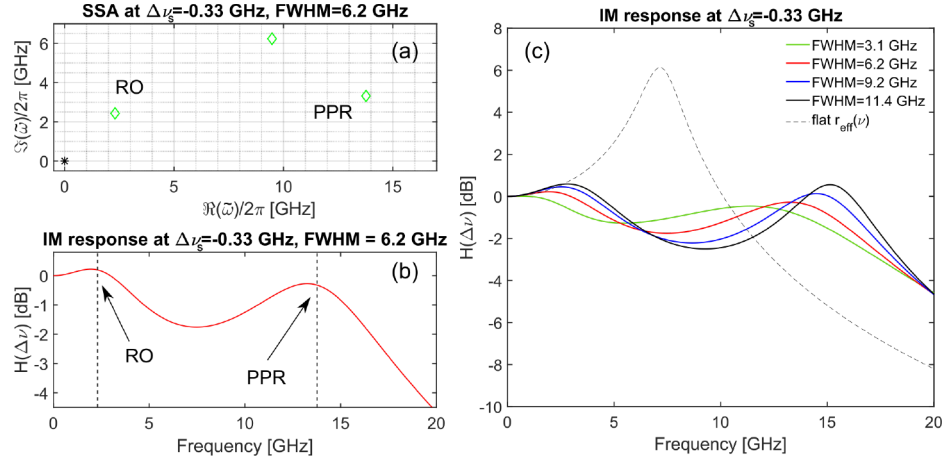 SSA at Δνs=-0.33 GHz, FWHM=6.2 GHz
(a)
RO
PPR
ℑ(ω̃)/2π [GHz]
6
4
2
0
0
5
10
15
ℜ(ω̃)/2π [GHz]
IM response at Δνs=-0.33 GHz, FWHM = 6.2 GHz
(b)
RO
PPR
H(Δν) [dB]
0
-1
-2
-3
-4
0
5
10
15
20
Frequency [GHz]
IM response at Δνs=-0.33 GHz
(c)
FWHM=3.1 GHz
FWHM=6.2 GHz
FWHM=9.2 GHz
FWHM=11.4 GHz
flat reff(ν)
H(Δν) [dB]
8
6
4
2
0
-2
-4
-6
-8
-10
0
5
10
15
20
Frequency [GHz]